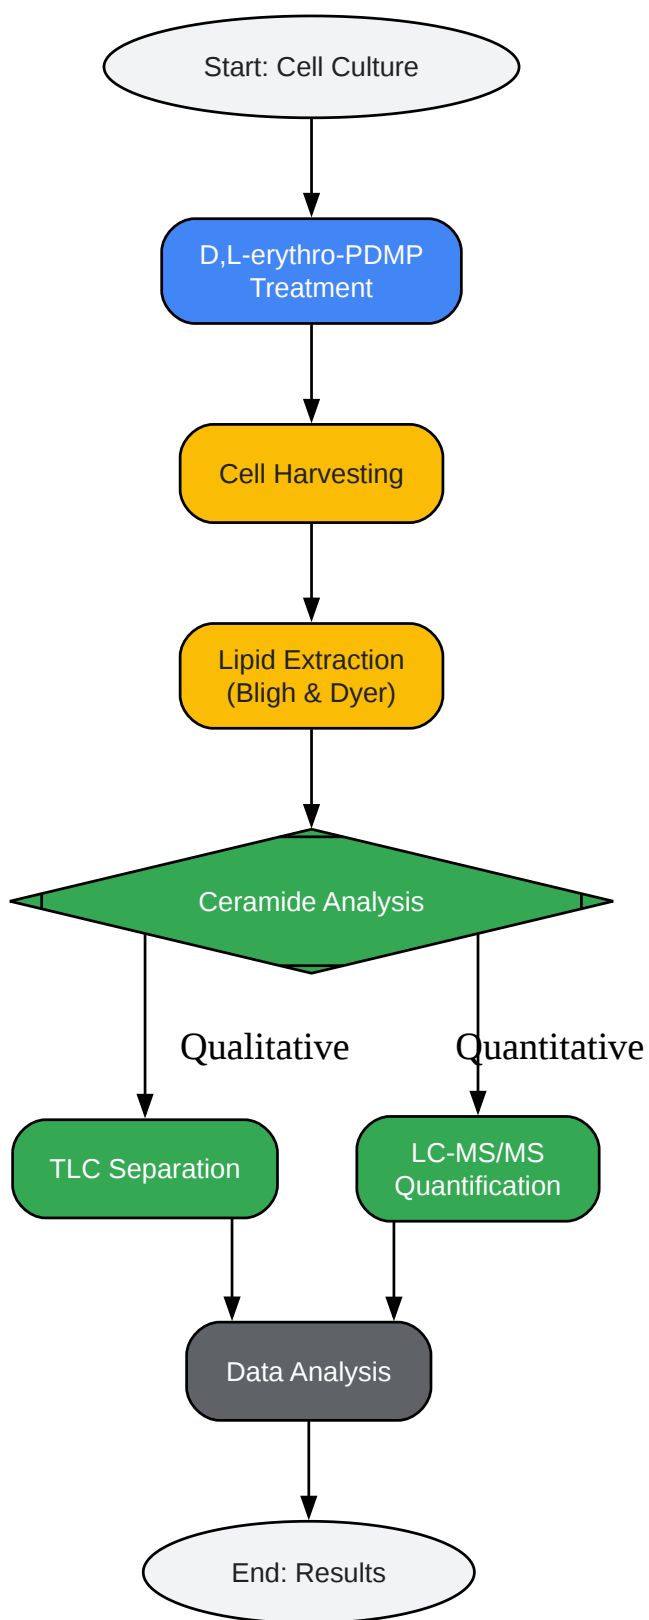 Start: Cell Culture
D,L-erythro-PDMP
Treatment
Cell Harvesting
Lipid Extraction
(Bligh & Dyer)
Ceramide Analysis
Qualitative
Quantitative
TLC Separation
LC-MS/MS
Quantification
Data Analysis
End: Results